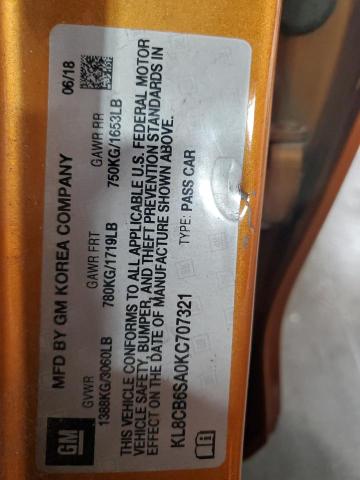 MFD BY GM KOREA COMPANY 06/18
GVWR GAWR FRT GAWR RR
1388KG/3060LB 780KG/1719LB 750KG/1653LB
THIS VEHICLE CONFORMS TO ALL APPLICABLE U.S. FEDERAL MOTOR
VEHICLE SAFETY, BUMPER, AND THEFT PREVENTION STANDARDS IN
EFFECT ON THE DATE OF MANUFACTURE SHOWN ABOVE.
KL8CB6SA0KC707321 TYPE: PASS CAR
GM